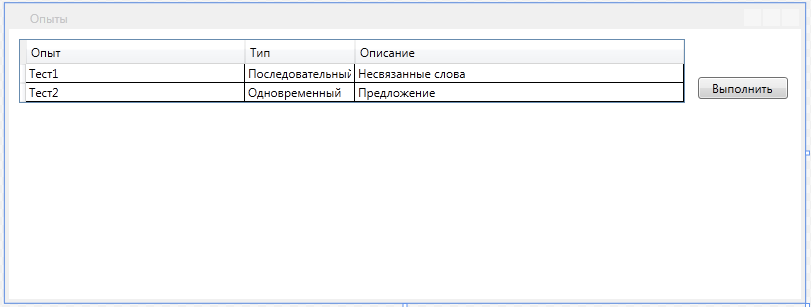 Опыты
Опыт Тип Описание
Тест1 Последовательный Несвязанные слова
Тест2 Одновременный Предложение
Выполнить